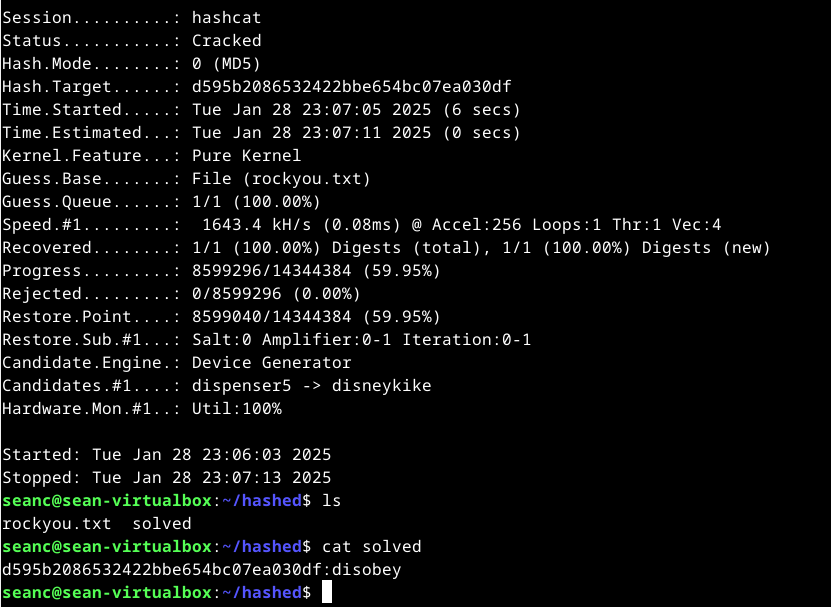 Session..........: hashcat
Status...........: Cracked
Hash.Mode........: 0 (MD5)
Hash.Target......: d595b2086532422bbe654bc07ea030df
Time.Started.....: Tue Jan 28 23:07:05 2025 (6 secs)
Time.Estimated...: Tue Jan 28 23:07:11 2025 (0 secs)
Kernel.Feature...: Pure Kernel
Guess.Base.......: File (rockyou.txt)
Guess.Queue......: 1/1 (100.00%)
Speed.#1.........:  1643.4 kH/s (0.08ms) @ Accel:256 Loops:1 Thr:1 Vec:4
Recovered........: 1/1 (100.00%) Digests (total), 1/1 (100.00%) Digests (new)
Progress.........: 8599296/14344384 (59.95%)
Rejected.........: 0/8599296 (0.00%)
Restore.Point....: 8599040/14344384 (59.95%)
Restore.Sub.#1...: Salt:0 Amplifier:0-1 Iteration:0-1
Candidate.Engine.: Device Generator
Candidates.#1....: dispenser5 -> disneykike
Hardware.Mon.#1..: Util:100%

Started: Tue Jan 28 23:06:03 2025
Stopped: Tue Jan 28 23:07:13 2025
seanc@sean-virtualbox:~/hashed$ ls
rockyou.txt  solved
seanc@sean-virtualbox:~/hashed$ cat solved
d595b2086532422bbe654bc07ea030df:disobey
seanc@sean-virtualbox:~/hashed$